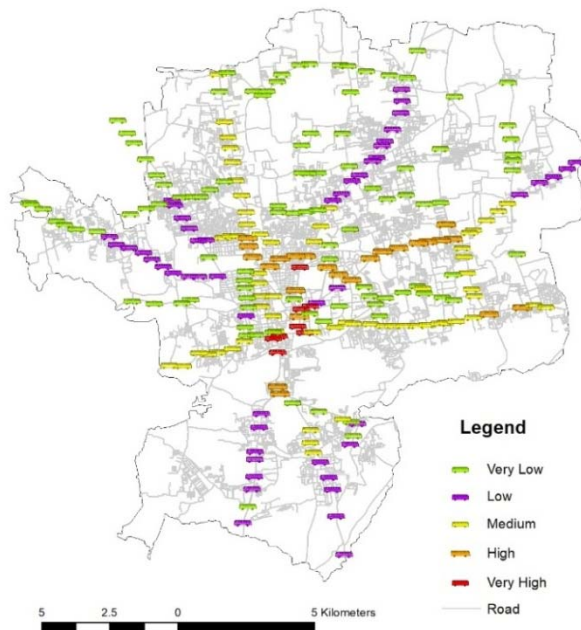 Legend
Very Low
Low
Medium
High
Very High
Road
5 2.5 0 5 Kilometers